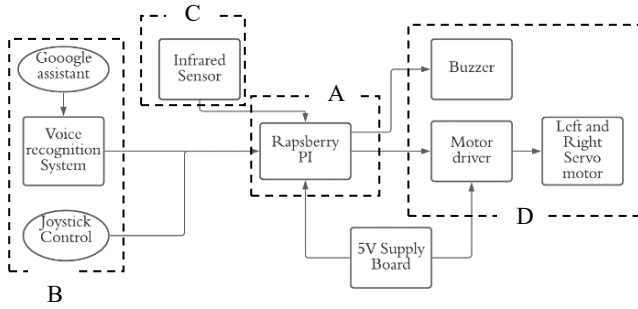 C
Gooogle
assistant
Infrared
Sensor
Buzzer
A
Voice
recognition
System
Rapsberry
PI
Motor
driver
Left and
Right
Servo
motor
Joystick
Control
D
5V Supply
Board
B